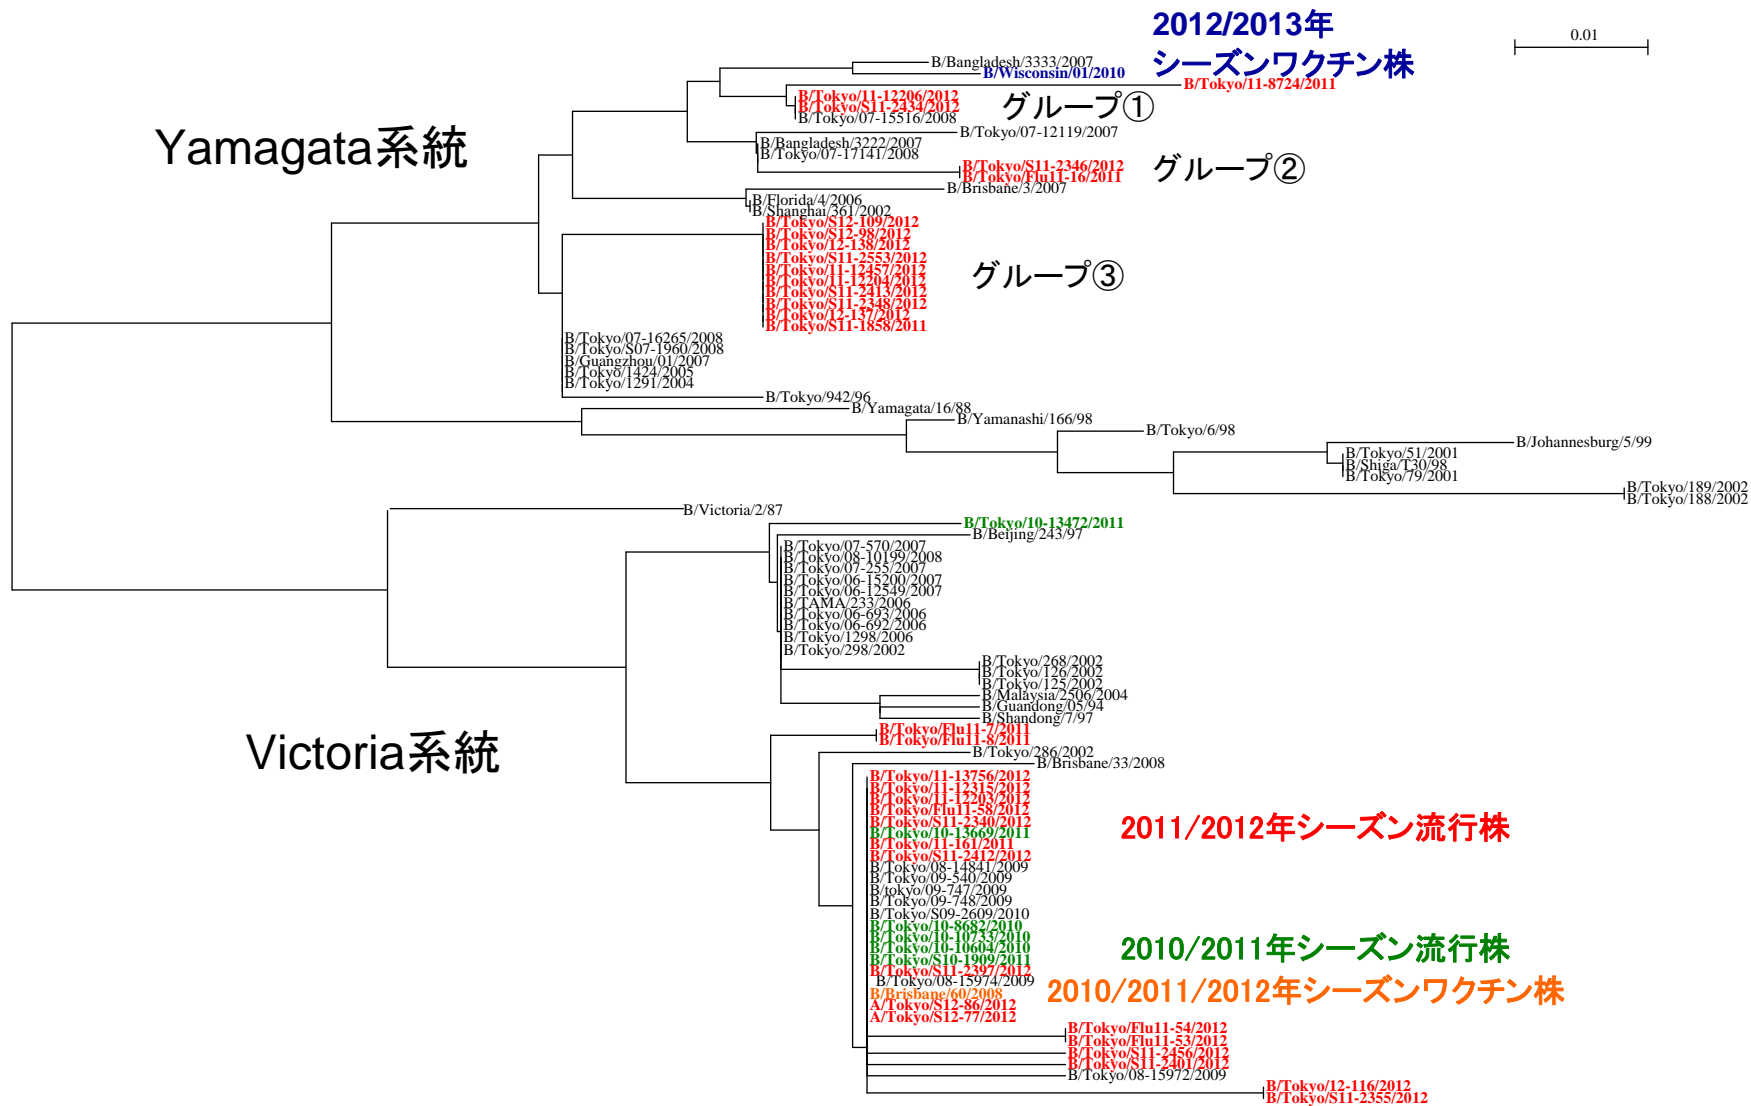 2012/2013年
シーズンワクチン株
0.01
B/Bangladesh/3333/2007
B/Wisconsin/01/2010
B/Tokyo/11-8724/2011
B/Tokyo/11-12206/2012
B/Tokyo/S11-2434/2012
B/Tokyo/07-15516/2008
グループ①
Yamagata系統
B/Tokyo/07-12119/2007
B/Bangladesh/3222/2007
B/Tokyo/07-17141/2008
B/Tokyo/S11-2346/2012
B/Tokyo/Flu11-16/2011
グループ②
B/Brisbane/3/2007
B/Florida/4/2006
B/Shanghai/361/2002
B/Tokyo/S12-109/2012
B/Tokyo/S12-98/2012
B/Tokyo/12-138/2012
B/Tokyo/S11-2553/2012
B/Tokyo/11-12457/2012
B/Tokyo/11-12204/2012
B/Tokyo/S11-2413/2012
B/Tokyo/S11-2348/2012
B/Tokyo/12-137/2012
B/Tokyo/S11-1858/2011
グループ③
B/Tokyo/07-16265/2008
B/Tokyo/S07-1960/2008
B/Guangzhou/01/2007
B/Tokyo/1424/2005
B/Tokyo/1291/2004
B/Tokyo/942/96
B/Yamagata/16/88
B/Yamanashi/166/98
B/Tokyo/6/98
B/Johannesburg/5/99
B/Tokyo/51/2001
B/Shiga/T30/98
B/Tokyo/79/2001
B/Tokyo/189/2002
B/Tokyo/188/2002
B/Victoria/2/87
B/Tokyo/10-13472/2011
B/Beijing/243/97
B/Tokyo/07-570/2007
B/Tokyo/08-10199/2008
B/Tokyo/07-255/2007
B/Tokyo/06-15200/2007
B/Tokyo/06-12549/2007
B/TAMA/233/2006
B/Tokyo/06-693/2006
B/Tokyo/06-692/2006
B/Tokyo/1298/2006
B/Tokyo/298/2002
B/Tokyo/268/2002
B/Tokyo/126/2002
B/Tokyo/125/2002
B/Malaysia/2506/2004
B/Guandong/05/94
B/Shandong/7/97
Victoria系統
B/Tokyo/Flu11-7/2011
B/Tokyo/Flu11-8/2011
B/Tokyo/286/2002
B/Brisbane/33/2008
B/Tokyo/11-13756/2012
B/Tokyo/11-12315/2012
B/Tokyo/11-12203/2012
B/Tokyo/Flu11-58/2012
B/Tokyo/S11-2340/2012
B/Tokyo/10-13669/2011
B/Tokyo/11-161/2011
B/Tokyo/S11-2412/2012
2011/2012年シーズン流行株
B/Tokyo/08-14841/2009
B/Tokyo/09-540/2009
B/tokyo/09-747/2009
B/Tokyo/09-748/2009
B/Tokyo/S09-2609/2010
B/Tokyo/10-8682/2010
B/Tokyo/10-10733/2010
B/Tokyo/10-10604/2010
B/Tokyo/S10-1909/2011
2010/2011年シーズン流行株
B/Tokyo/S11-2397/2012
B/Tokyo/08-15974/2009
B/Brisbane/60/2008
2010/2011/2012年シーズンワクチン株
A/Tokyo/S12-86/2012
A/Tokyo/S12-77/2012
B/Tokyo/Flu11-54/2012
B/Tokyo/Flu11-53/2012
B/Tokyo/S11-2456/2012
B/Tokyo/S11-2401/2012
B/Tokyo/08-15972/2009
B/Tokyo/12-116/2012
B/Tokyo/S11-2355/2012